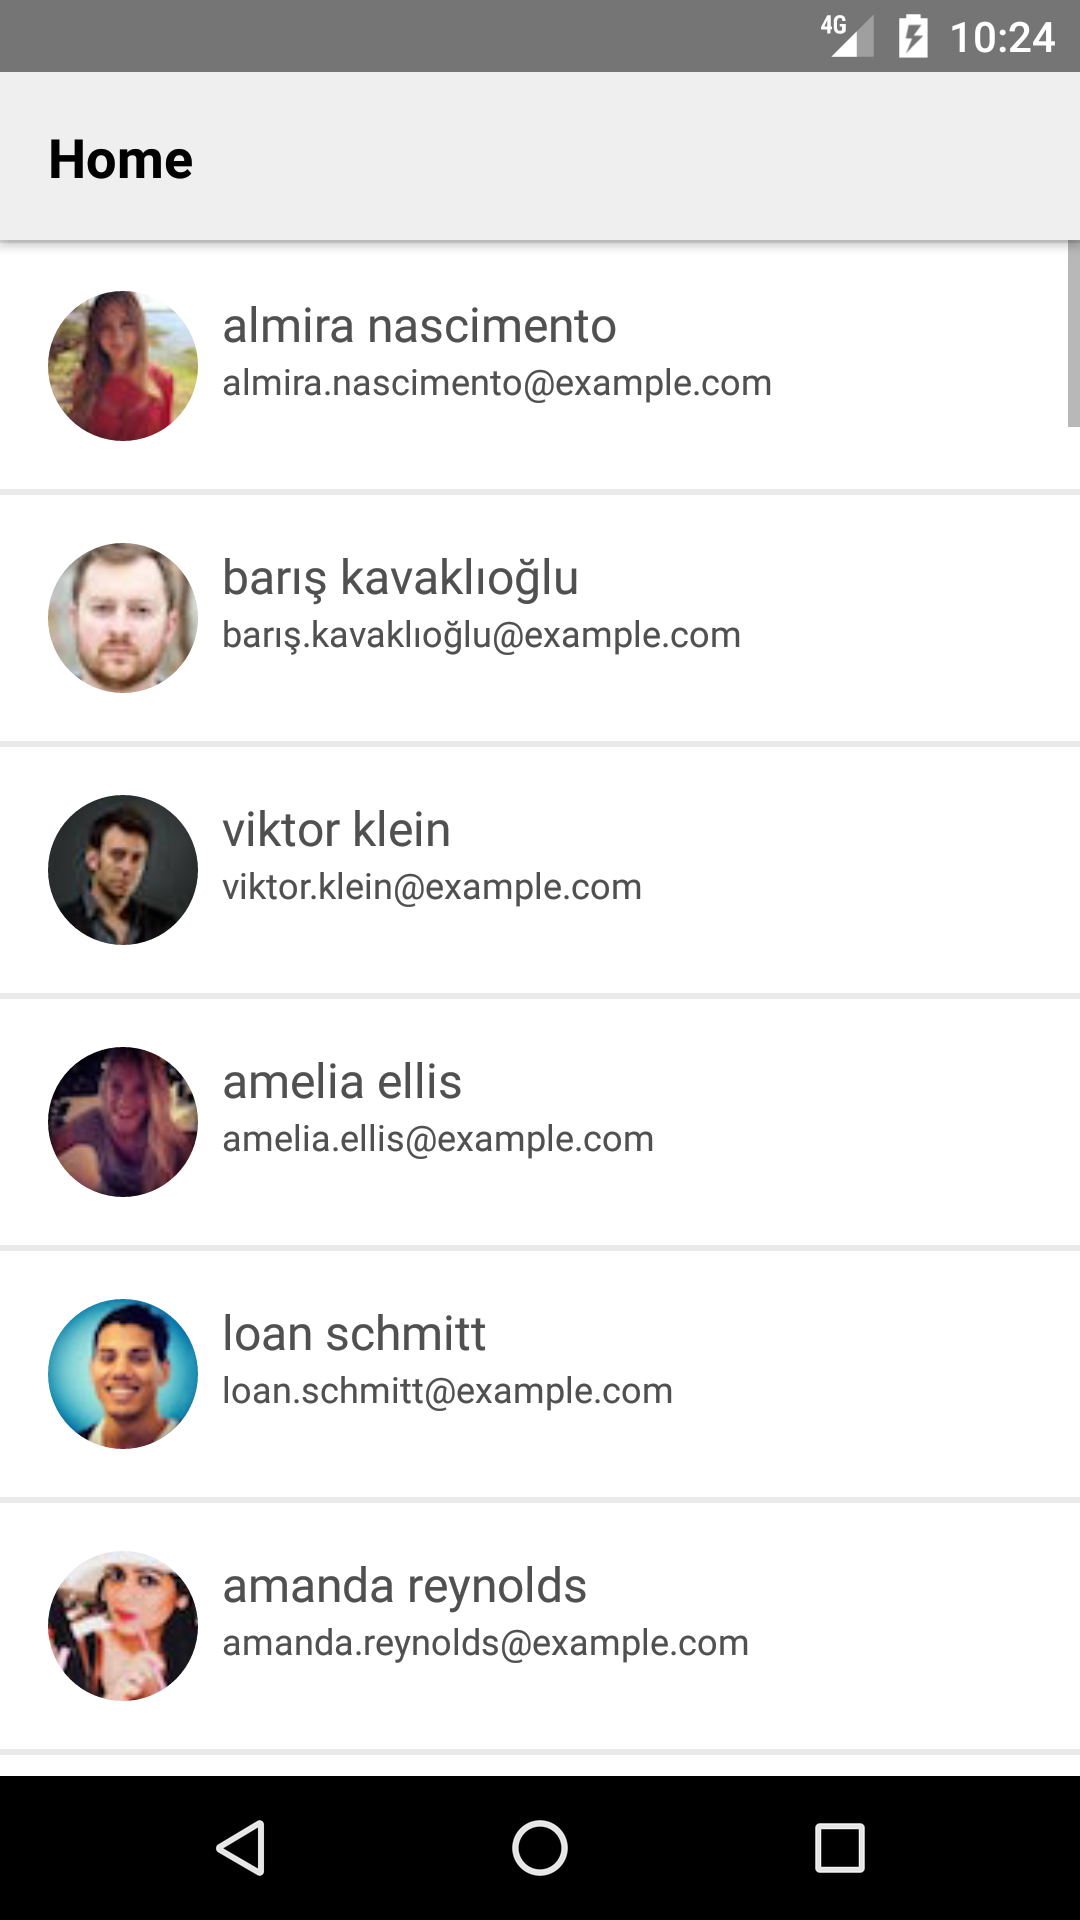 4G 10:24
Home
almira nascimento
almira.nascimento@example.com
barış kavaklıoğlu
barış.kavaklıoğlu@example.com
viktor klein
viktor.klein@example.com
amelia ellis
amelia.ellis@example.com
loan schmitt
loan.schmitt@example.com
amanda reynolds
amanda.reynolds@example.com